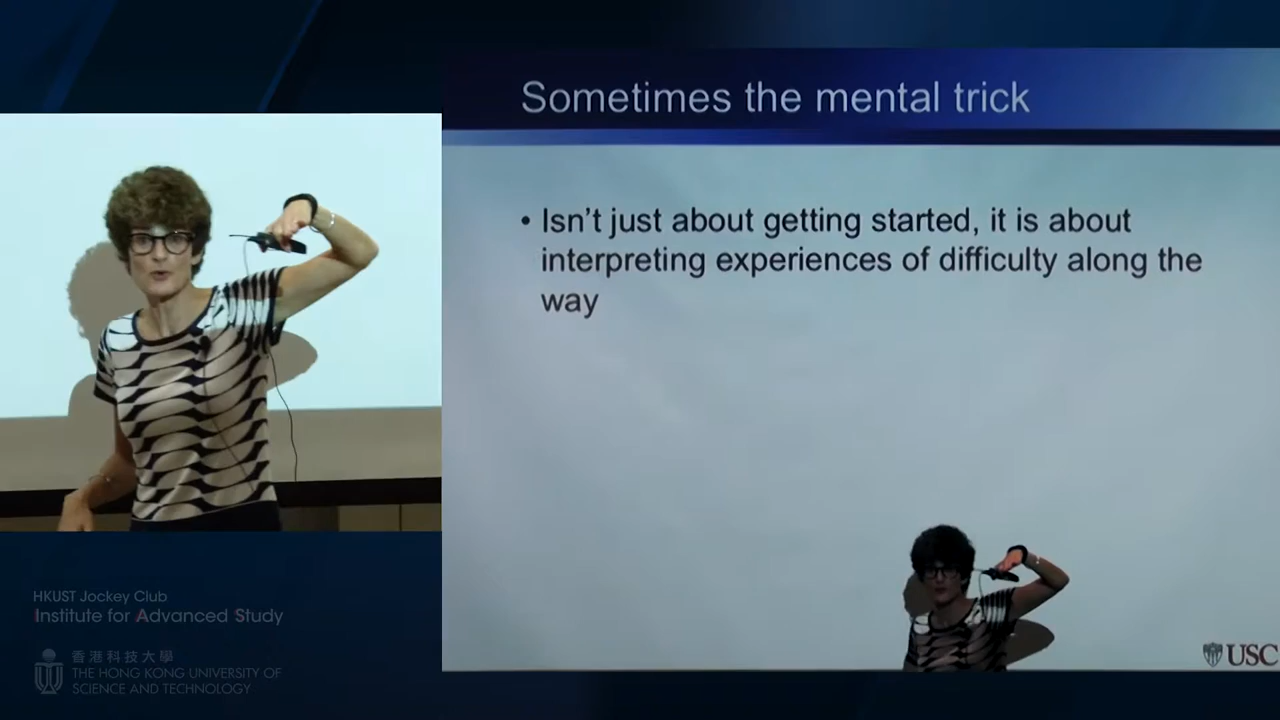 Sometimes the mental trick
• Isn't just about getting started, it is about
interpreting experiences of difficulty along the
way
USC
HKUST Jockey Club
Institute for Advanced Study
香港科技大學
THE HONG KONG UNIVERSITY OF
SCIENCE AND TECHNOLOGY